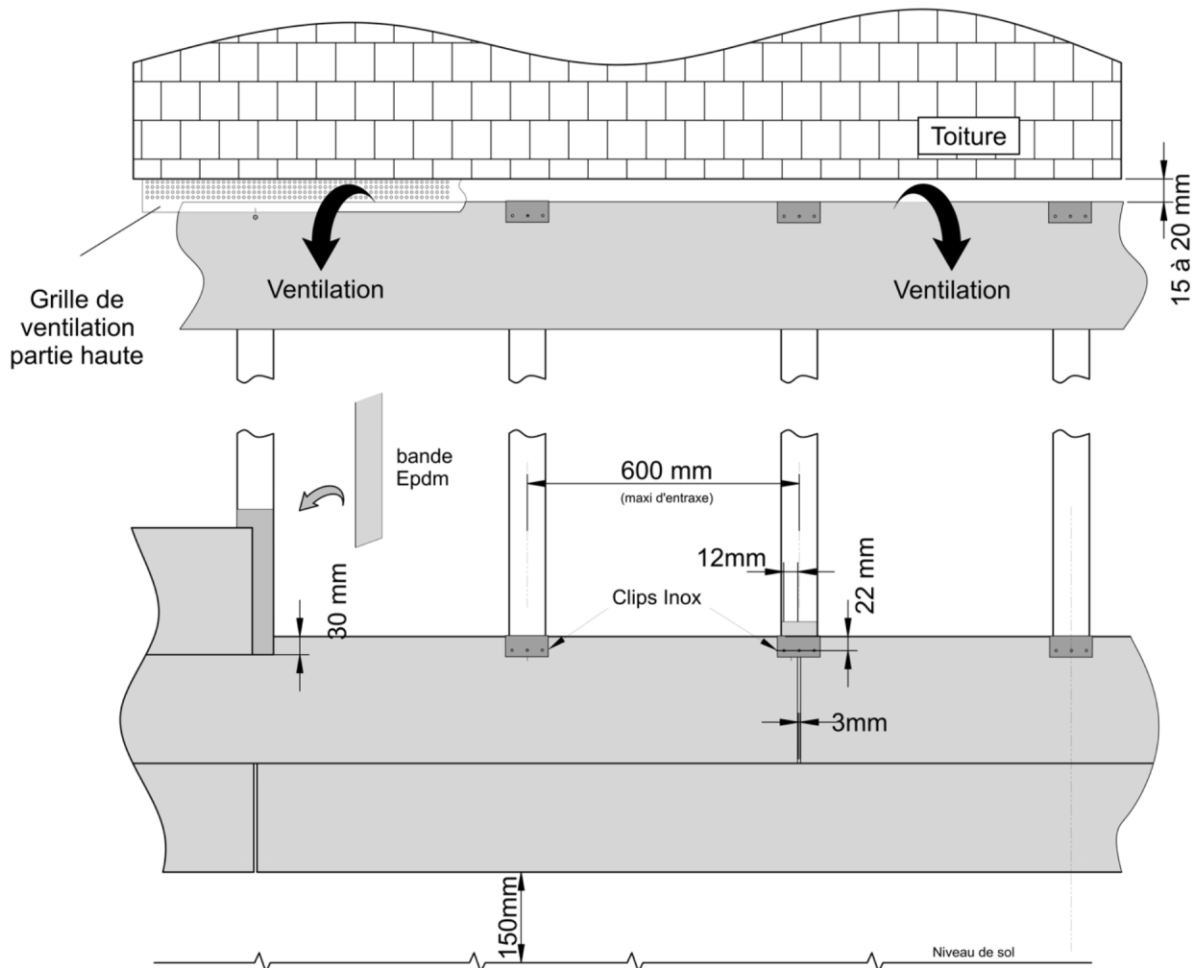 Toiture
15 à 20 mm
Ventilation
Ventilation
Grille de
ventilation
partie haute
bande
Epdm
600 mm
(maxi d'entraxe)
12mm
22 mm
30 mm
Clips Inox
3mm
150mm
Niveau de sol